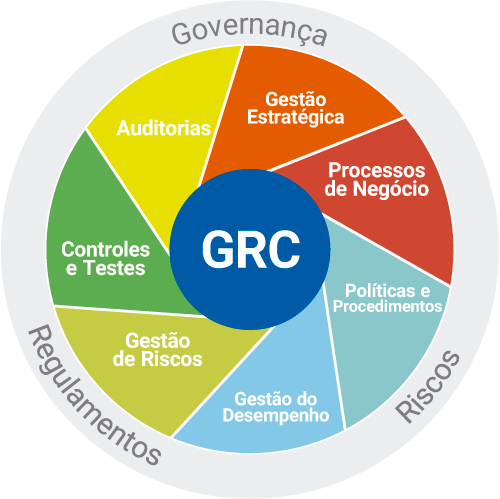 Governança
Gestão
Estratégica
Auditorias
Processos
de Negócio
GRC
Controles
e Testes
Políticas e
Procedimentos
Gestão
de Riscos
Gestão do
Desempenho
Regulamentos
Riscos